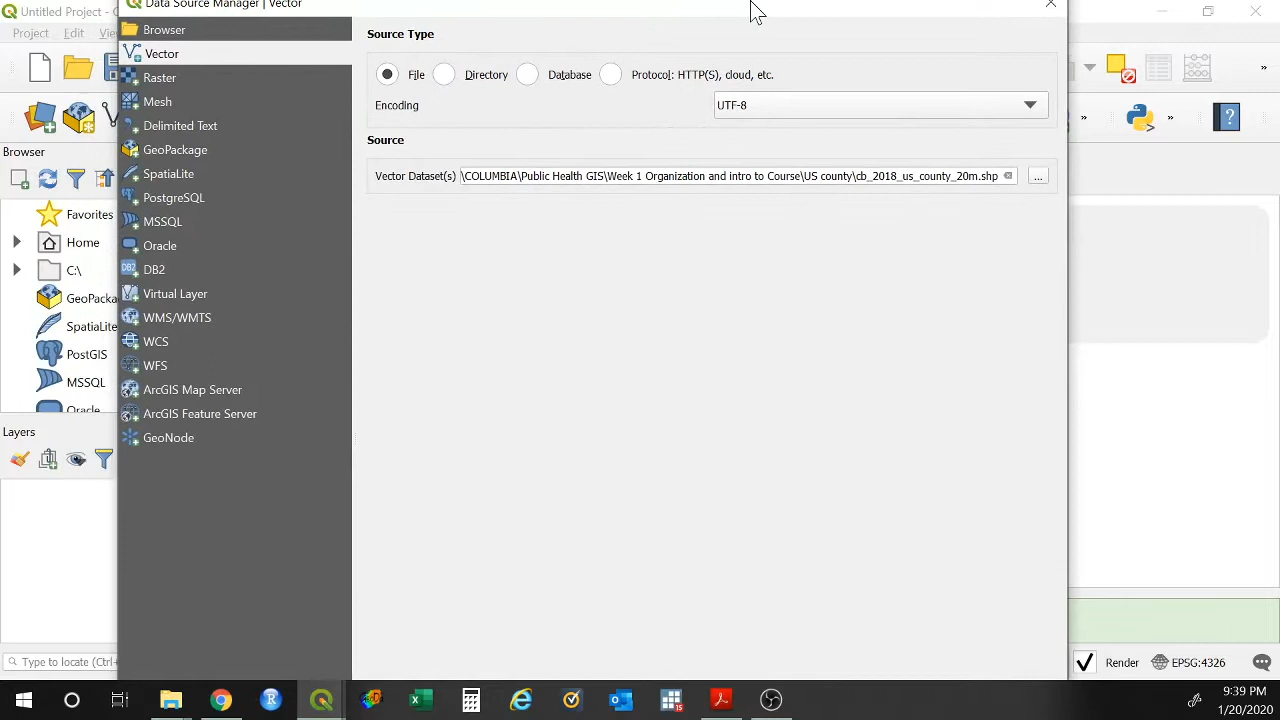 Untitled Project - Q
Data Source Manager | Vector
Project
Edit
Browser
Vector
Raster
Mesh
Delimited Text
GeoPackage
SpatiaLite
PostgreSQL
MSSQL
Oracle
DB2
Virtual Layer
WMS/WMTS
WCS
WFS
ArcGIS Map Server
ArcGIS Feature Server
GeoNode
Source Type
File
Directory
Database
Protocol: HTTP(S), cloud, etc.
Encoding
UTF-8
Source
Vector Dataset(s)
\COLUMBIA\Public Health GIS\Week 1 Organization and intro to Course\US county\cb_2018_us_county_20m.shp
...
Browser
Favorites
Home
C:\
GeoPacka
SpatiaLite
PostGIS
MSSQL
Oracle
Layers
Type to locate (Ctrl+
Render
EPSG:4326
9:39 PM
1/20/2020